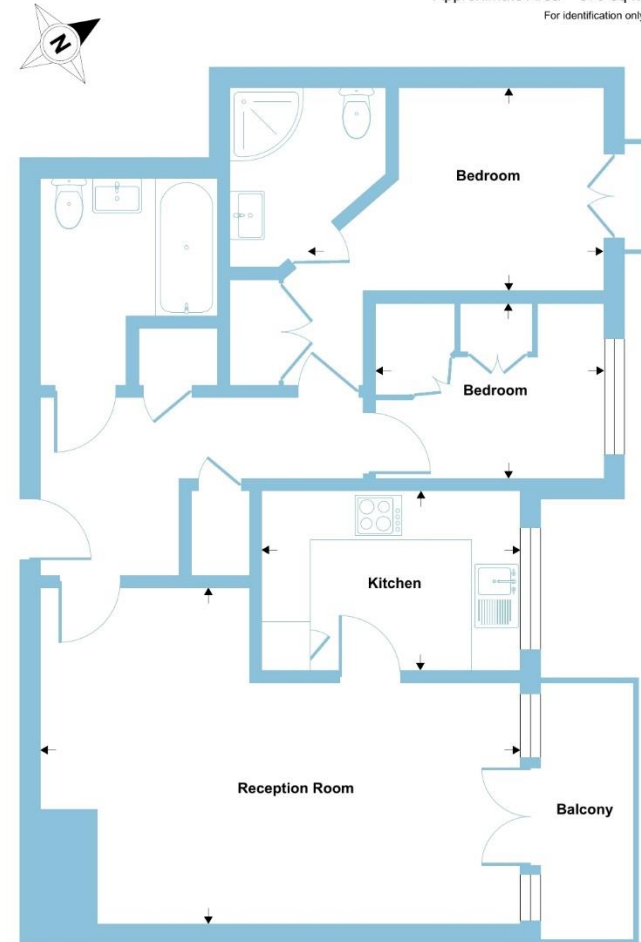 For identification only
N
Bedroom
Bedroom
Kitchen
Reception Room
Balcony